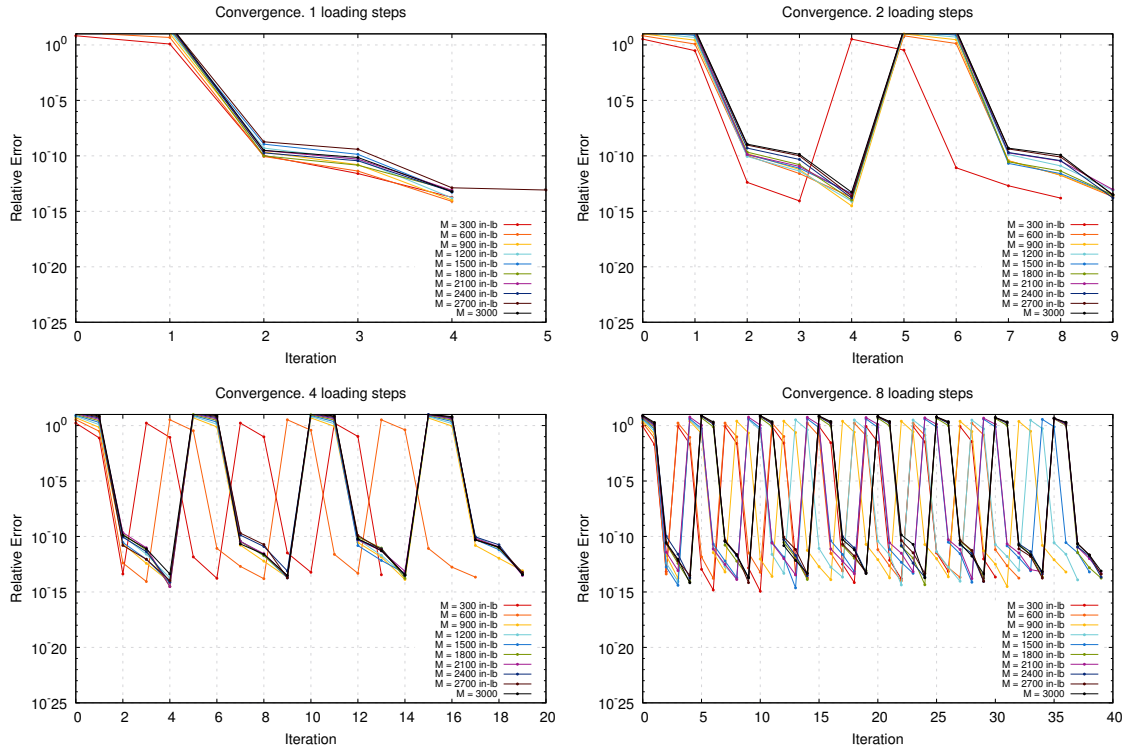 Convergence. 1 loading steps
Relative Error
10^0
10^-5
10^-10
10^-15
10^-20
10^-25
M = 300 in-lb
M = 600 in-lb
M = 900 in-lb
M = 1200 in-lb
M = 1500 in-lb
M = 1800 in-lb
M = 2100 in-lb
M = 2400 in-lb
M = 2700 in-lb
M = 3000
0 1 2 3 4 5
Iteration
Convergence. 2 loading steps
Relative Error
10^0
10^-5
10^-10
10^-15
10^-20
10^-25
M = 300 in-lb
M = 600 in-lb
M = 900 in-lb
M = 1200 in-lb
M = 1500 in-lb
M = 1800 in-lb
M = 2100 in-lb
M = 2400 in-lb
M = 2700 in-lb
M = 3000
0 1 2 3 4 5 6 7 8 9
Iteration
Convergence. 4 loading steps
Relative Error
10^0
10^-5
10^-10
10^-15
10^-20
10^-25
M = 300 in-lb
M = 600 in-lb
M = 900 in-lb
M = 1200 in-lb
M = 1500 in-lb
M = 1800 in-lb
M = 2100 in-lb
M = 2400 in-lb
M = 2700 in-lb
M = 3000
0 2 4 6 8 10 12 14 16 18 20
Iteration
Convergence. 8 loading steps
Relative Error
10^0
10^-5
10^-10
10^-15
10^-20
10^-25
M = 300 in-lb
M = 600 in-lb
M = 900 in-lb
M = 1200 in-lb
M = 1500 in-lb
M = 1800 in-lb
M = 2100 in-lb
M = 2400 in-lb
M = 2700 in-lb
M = 3000
0 5 10 15 20 25 30 35 40
Iteration